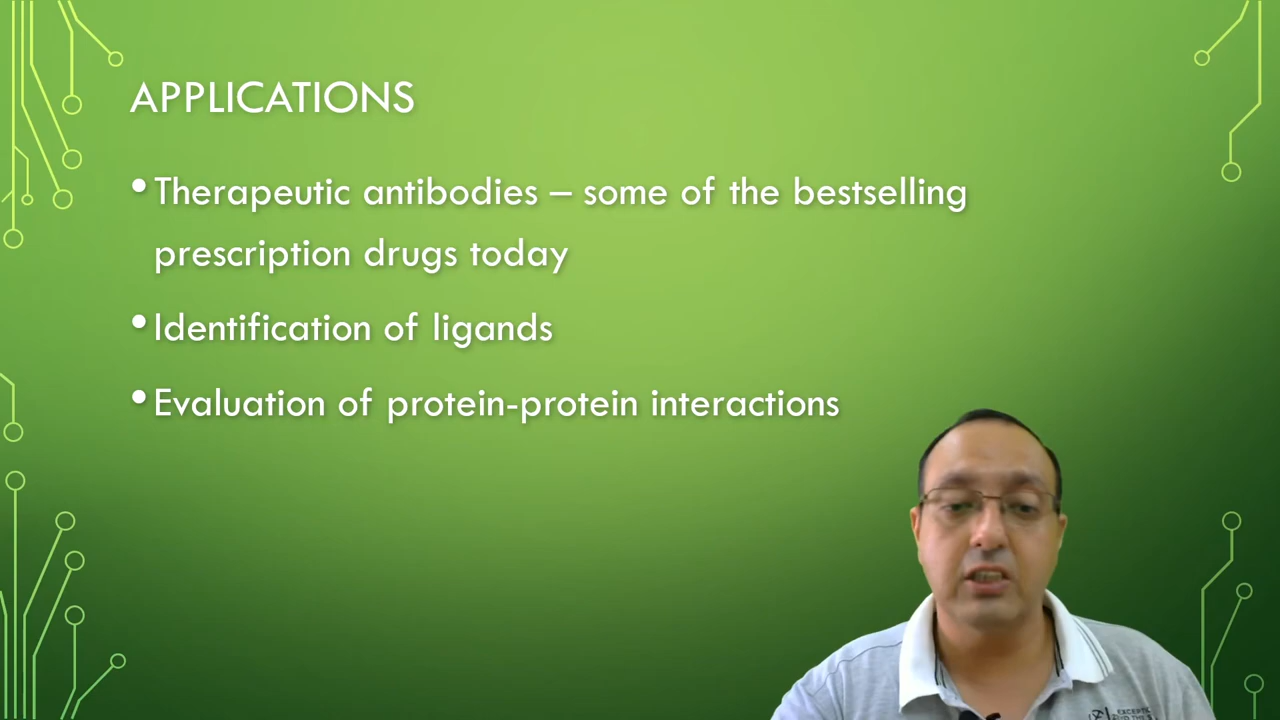 APPLICATIONS
•Therapeutic antibodies – some of the bestselling
prescription drugs today
•Identification of ligands
•Evaluation of protein-protein interactions